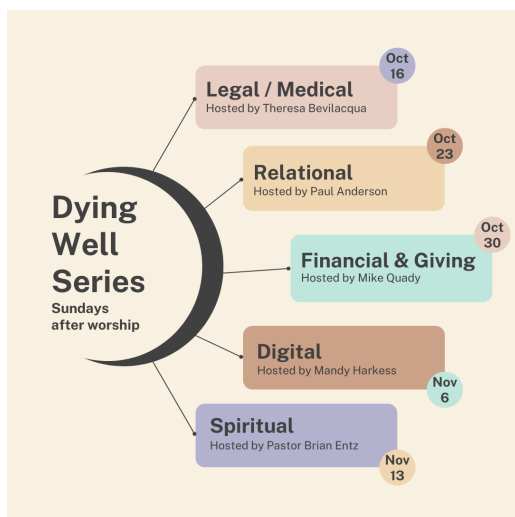 Dying
Well
Series
Sundays
after worship
Oct
16
Legal / Medical
Hosted by Theresa Bevilacqua
Oct
23
Relational
Hosted by Paul Anderson
Oct
30
Financial & Giving
Hosted by Mike Quady
Digital
Hosted by Mandy Harkess
Nov
6
Spiritual
Hosted by Pastor Brian Entz
Nov
13